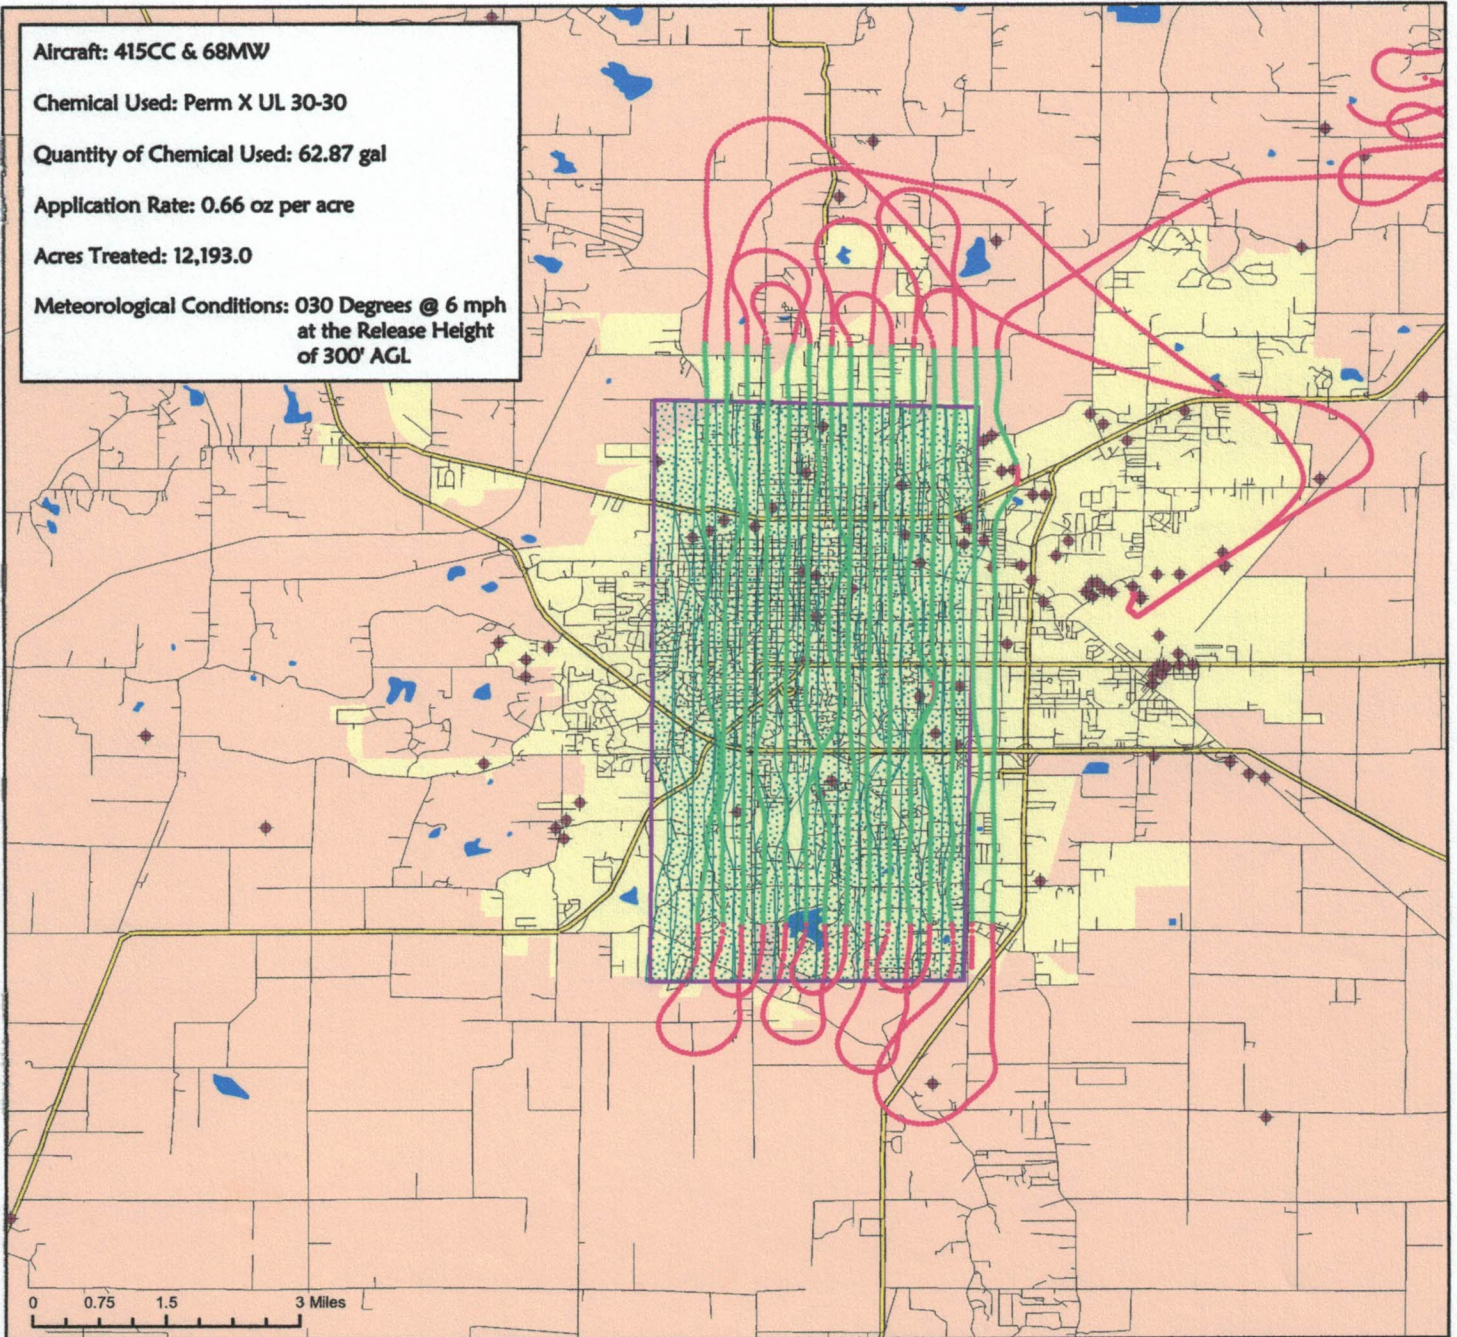 Aircraft: 415CC & 68MW
Chemical Used: Perm X UL 30-30
Quantity of Chemical Used: 62.87 gal
Application Rate: 0.66 oz per acre
Acres Treated: 12,193.0
Meteorological Conditions: 030 Degrees @ 6 mph
at the Release Height
of 300' AGL
0 0.75 1.5 3 Miles